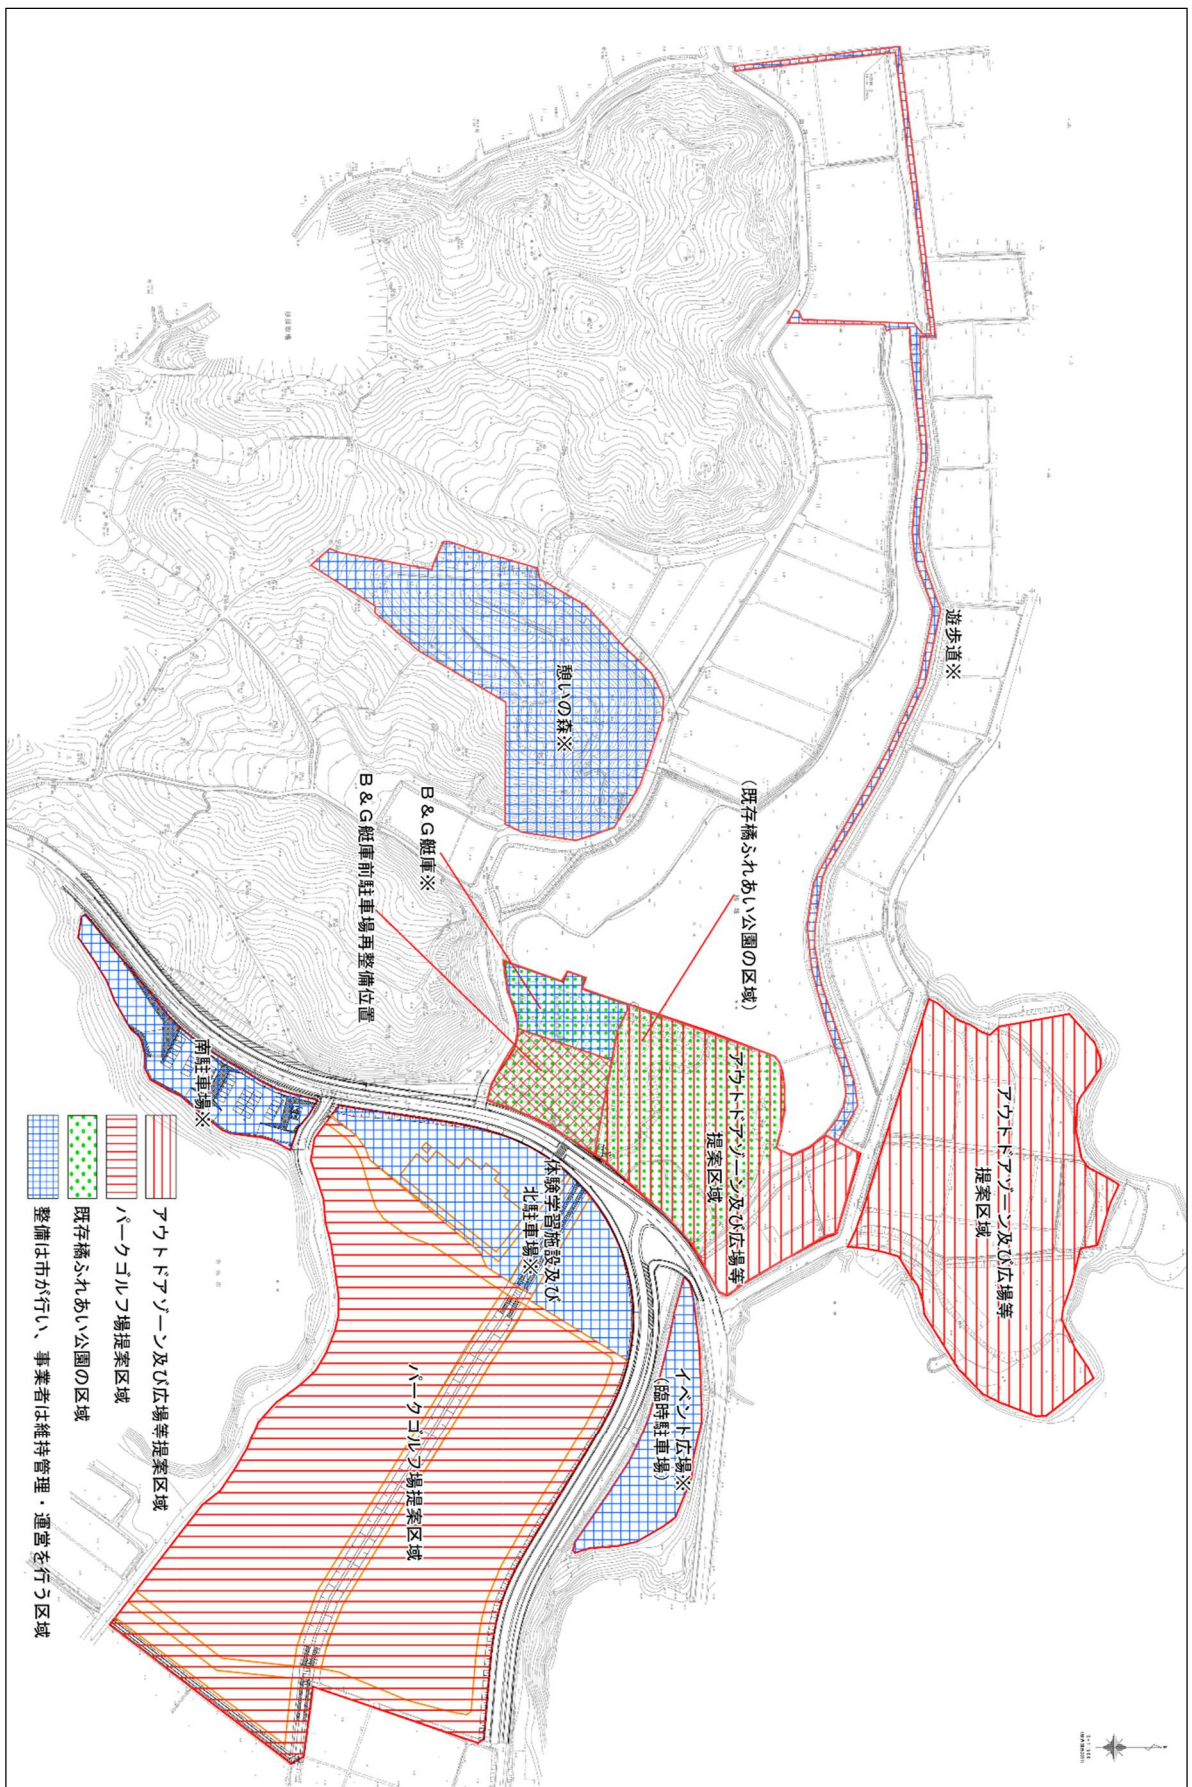 遊歩道※
憩いの森※
(既存橘ふれあい公園の区域)
B&G艇庫※
B&G艇庫前駐車場再整備位置
アウトドアゾーン及び広場等
提案区域
アウトドアゾーン及び広場等
提案区域
南駐車場※
体験学習施設及び
北駐車場※
イベント広場※
(臨時駐車場)
パークゴルフ場提案区域
アウトドアゾーン及び広場等提案区域
パークゴルフ場提案区域
既存橘ふれあい公園の区域
整備は市が行い、事業者は維持管理・運営を行う区域